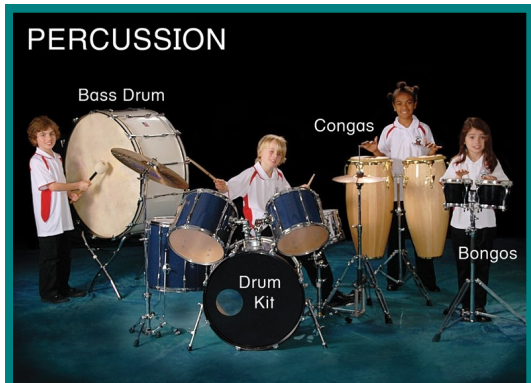 PERCUSSION
Bass Drum
Congas
Bongos
Drum
Kit